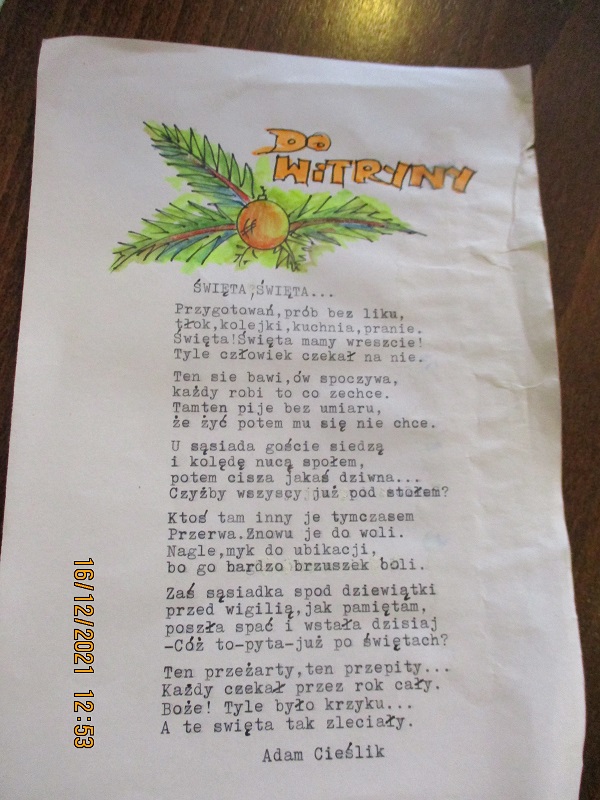 DO
WiTRYNY
ŚWIĘTA,ŚWIĘTA...
Przygotowań,prób bez liku,
tłok,kolejki,kuchnia,pranie.
Święta!Święta mamy wreszcie!
Tyle człowiek czekał na nie.
Ten sie bawi,ów spoczywa,
każdy robi to co zechce.
Tamten pije bez umiaru,
że żyć potem mu się nie chce.
U sąsiada goście siedzą
i kolędę nucą społem,
potem cisza jakaś dziwna...
Czyżby wszyscy już pod stołem?
Ktoś tam inny je tymczasem
Przerwa.Znowu je do woli.
Nagle,myk do ubikacji,
bo go bardzo brzuszek boli.
Zaś sąsiadka spod dziewiątki
przed wigilią,jak pamiętam,
poszła spać i wstała dzisiaj
-Cóż to-pyta-już po świętach?
Ten przeżarty,ten przepity...
Każdy czekał przez rok cały.
Boże! Tyle było krzyku...
A te swięta tak zleciały.
Adam Cieślik
16/12/2021 12:53